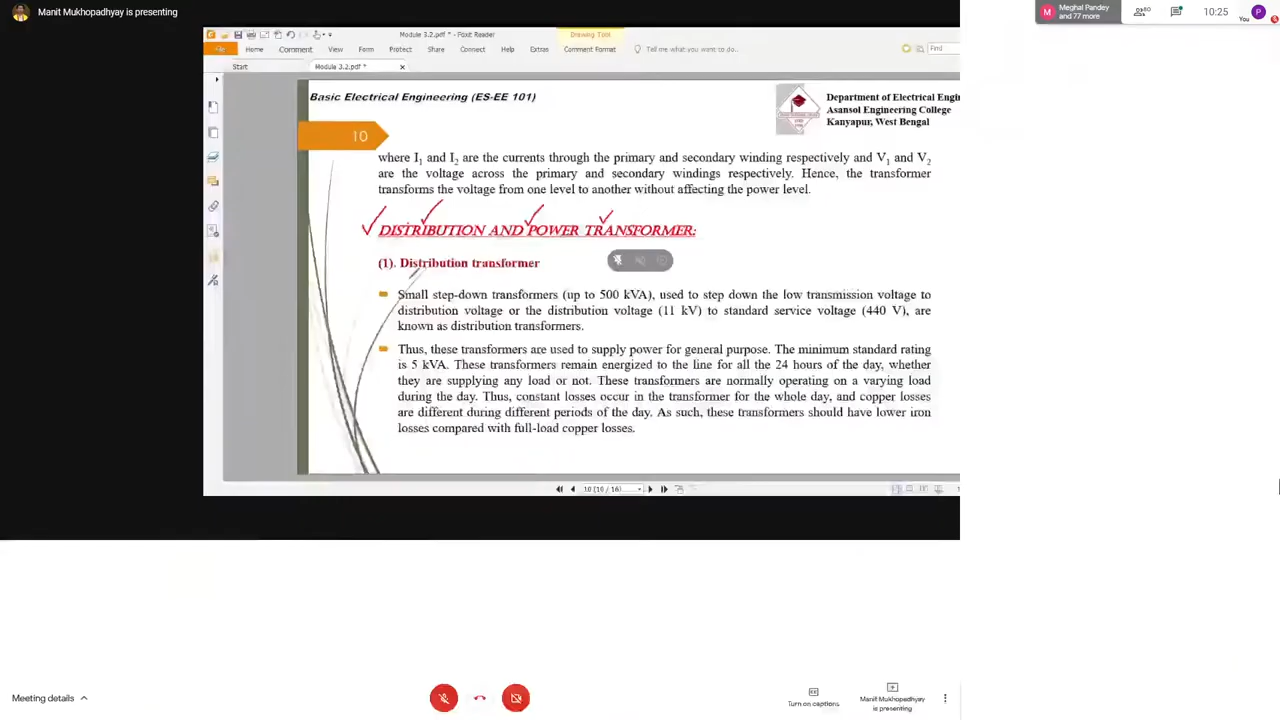 Manit Mukhopadhyay is presenting
Meghal Pandey
and 77 more
80
10:25
You
P
M
Module 3.2.pdf * - Foxit Reader
Drawing Tool
File
Home
Comment
View
Form
Protect
Share
Connect
Help
Extras
Comment Format
Tell me what you want to do..
Find
Start
Module 3.2.pdf *
Basic Electrical Engineering (ES-EE 101)
Department of Electrical Engi
Asansol Engineering College
Kanyapur, West Bengal
10
where I1 and I2 are the currents through the primary and secondary winding respectively and V1 and V2
are the voltage across the primary and secondary windings respectively. Hence, the transformer
transforms the voltage from one level to another without affecting the power level.
DISTRIBUTION AND POWER TRANSFORMER:
(1). Distribution transformer
Small step-down transformers (up to 500 kVA), used to step down the low transmission voltage to
distribution voltage or the distribution voltage (11 kV) to standard service voltage (440 V), are
known as distribution transformers.
Thus, these transformers are used to supply power for general purpose. The minimum standard rating
is 5 kVA. These transformers remain energized to the line for all the 24 hours of the day, whether
they are supplying any load or not. These transformers are normally operating on a varying load
during the day. Thus, constant losses occur in the transformer for the whole day, and copper losses
are different during different periods of the day. As such, these transformers should have lower iron
losses compared with full-load copper losses.
10 (10 / 16)
Meeting details
Turn on captions
Manit Mukhopadhyay
is presenting